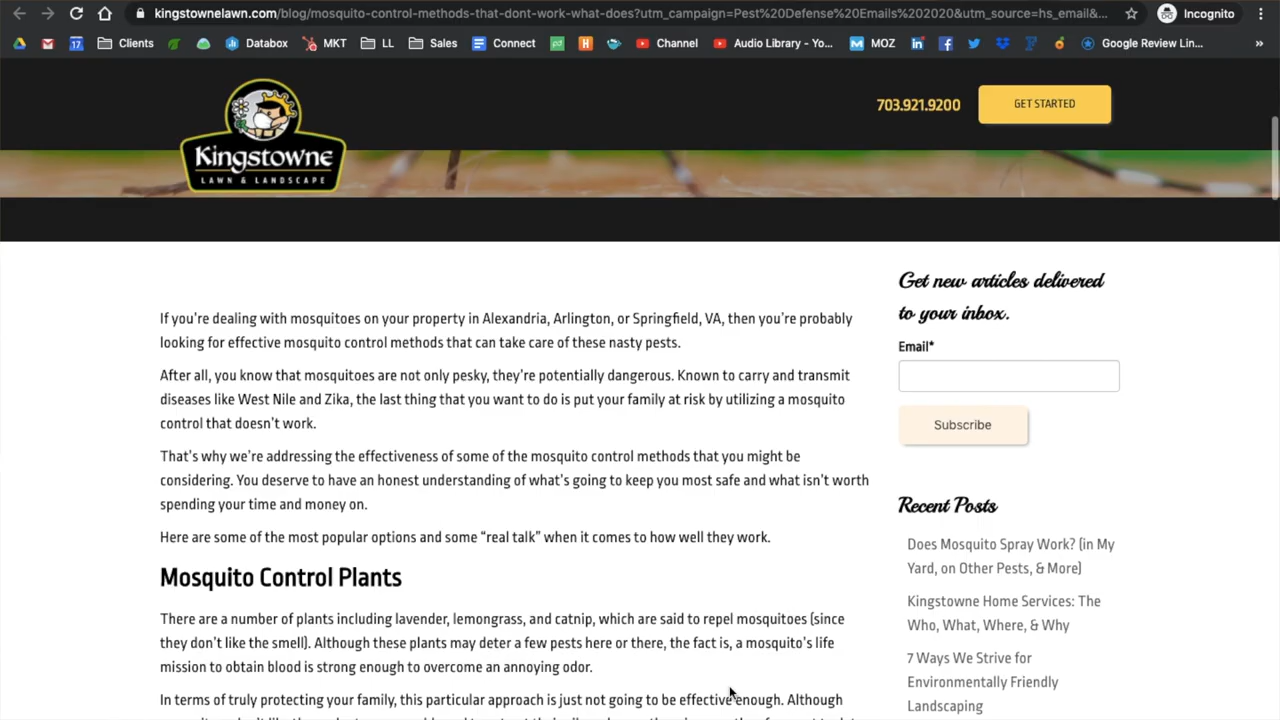 kingstownelawn.com/blog/mosquito-control-methods-that-dont-work-what-does?utm_campaign=Pest%20Defense%20Emails%202020&utm_source=hs_email&...
Incognito
17
Clients
Databox
MKT
LL
Sales
Connect
Channel
Audio Library - Yo...
MOZ
Google Review Lin...
»
703.921.9200
GET STARTED
Kingstowne
LAWN & LANDSCAPE
Get new articles delivered
to your inbox.
Email*
Subscribe
If you're dealing with mosquitoes on your property in Alexandria, Arlington, or Springfield, VA, then you're probably
looking for effective mosquito control methods that can take care of these nasty pests.
After all, you know that mosquitoes are not only pesky, they're potentially dangerous. Known to carry and transmit
diseases like West Nile and Zika, the last thing that you want to do is put your family at risk by utilizing a mosquito
control that doesn't work.
That's why we're addressing the effectiveness of some of the mosquito control methods that you might be
considering. You deserve to have an honest understanding of what's going to keep you most safe and what isn't worth
spending your time and money on.
Here are some of the most popular options and some “real talk” when it comes to how well they work.
Mosquito Control Plants
There are a number of plants including lavender, lemongrass, and catnip, which are said to repel mosquitoes (since
they don't like the smell). Although these plants may deter a few pests here or there, the fact is, a mosquito's life
mission to obtain blood is strong enough to overcome an annoying odor.
In terms of truly protecting your family, this particular approach is just not going to be effective enough. Although
Recent Posts
Does Mosquito Spray Work? (in My
Yard, on Other Pests, & More)
Kingstowne Home Services: The
Who, What, Where, & Why
7 Ways We Strive for
Environmentally Friendly
Landscaping